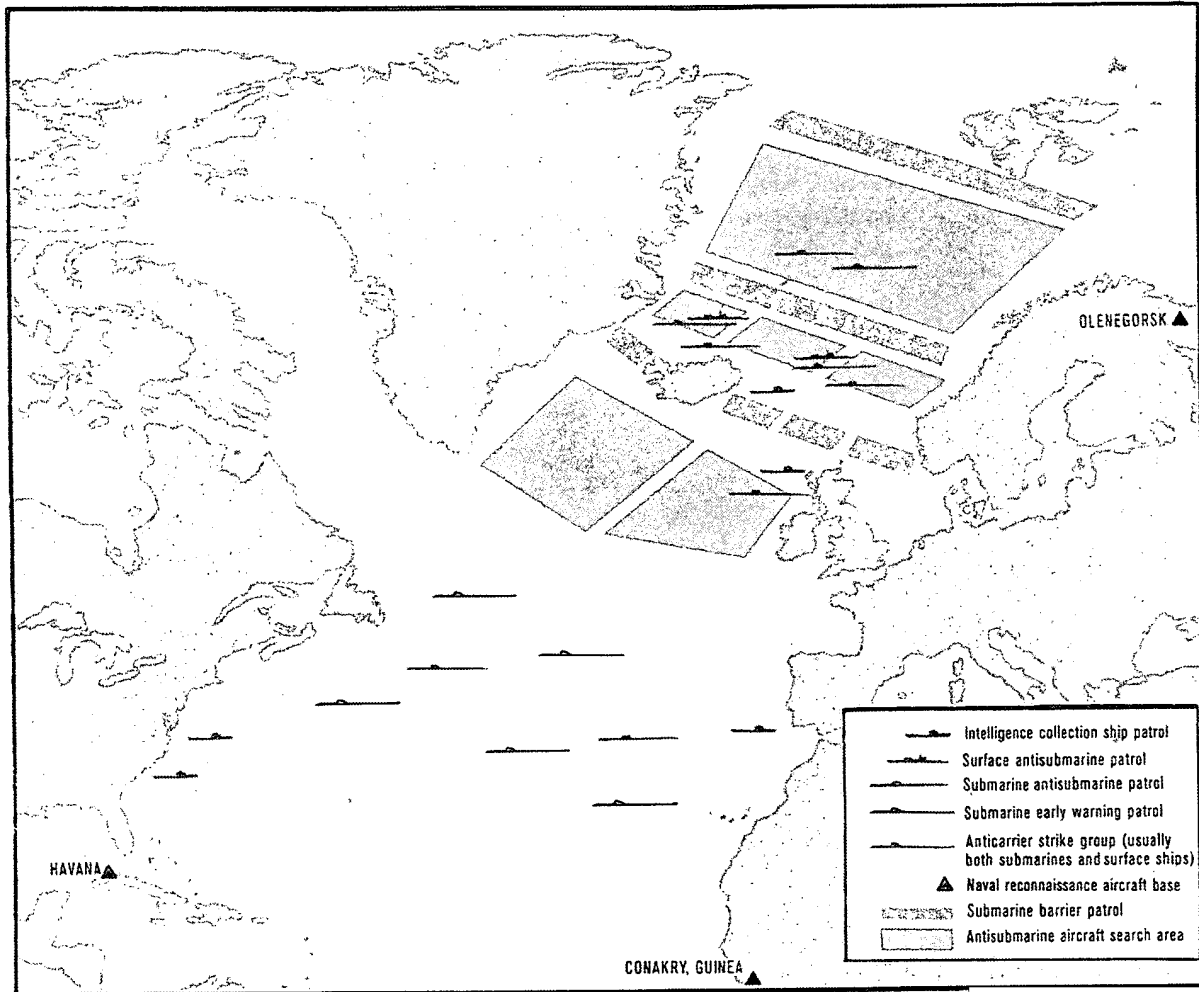 OLENEGORSK
HAVANA
CONAKRY, GUINEA
Intelligence collection ship patrol
Surface antisubmarine patrol
Submarine antisubmarine patrol
Submarine early warning patrol
Anticarrier strike group (usually
both submarines and surface ships)
Naval reconnaissance aircraft base
Submarine barrier patrol
Antisubmarine aircraft search area